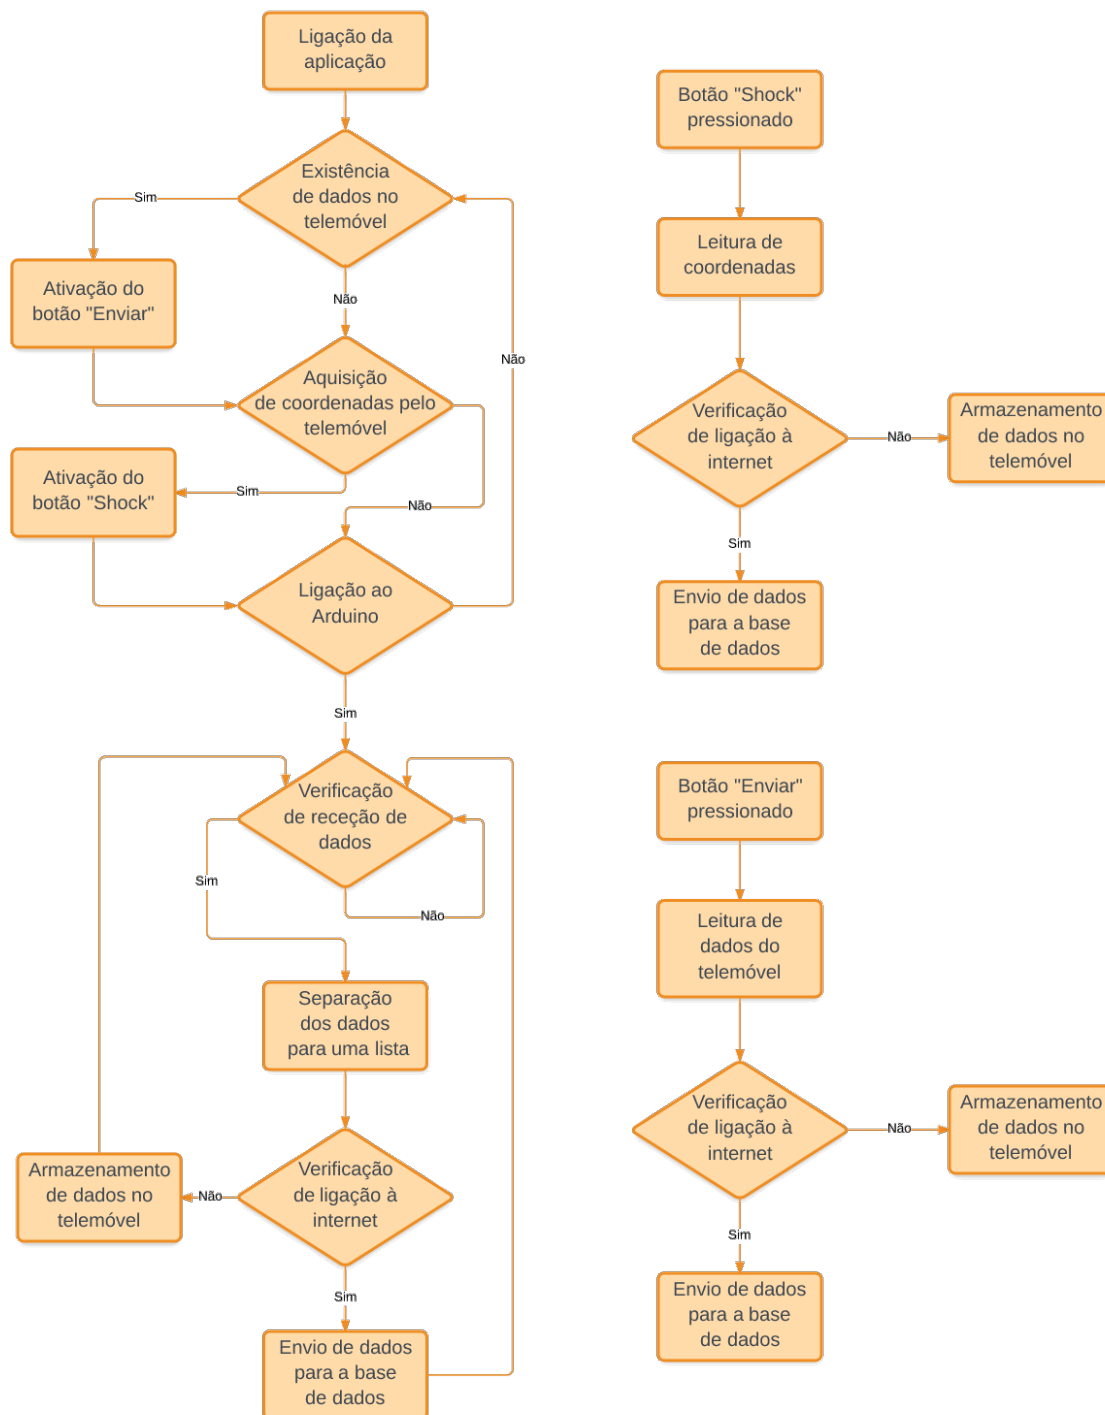 Ligação da
aplicação
Existência
de dados no
telemóvel
Sim
Ativação do
botão "Enviar"
Não
Não
Aquisição
de coordenadas pelo
telemóvel
Ativação do
botão "Shock"
Sim
Não
Ligação ao
Arduino
Sim
Verificação
de receção de
dados
Sim
Não
Separação
dos dados
para uma lista
Verificação
de ligação à
internet
Não
Armazenamento
de dados no
telemóvel
Sim
Envio de dados
para a base
de dados
Botão "Shock"
pressionado
Leitura de
coordenadas
Verificação
de ligação à
internet
Não
Armazenamento
de dados no
telemóvel
Sim
Envio de dados
para a base
de dados
Botão "Enviar"
pressionado
Leitura de
dados do
telemóvel
Verificação
de ligação à
internet
Não
Armazenamento
de dados no
telemóvel
Sim
Envio de dados
para a base
de dados